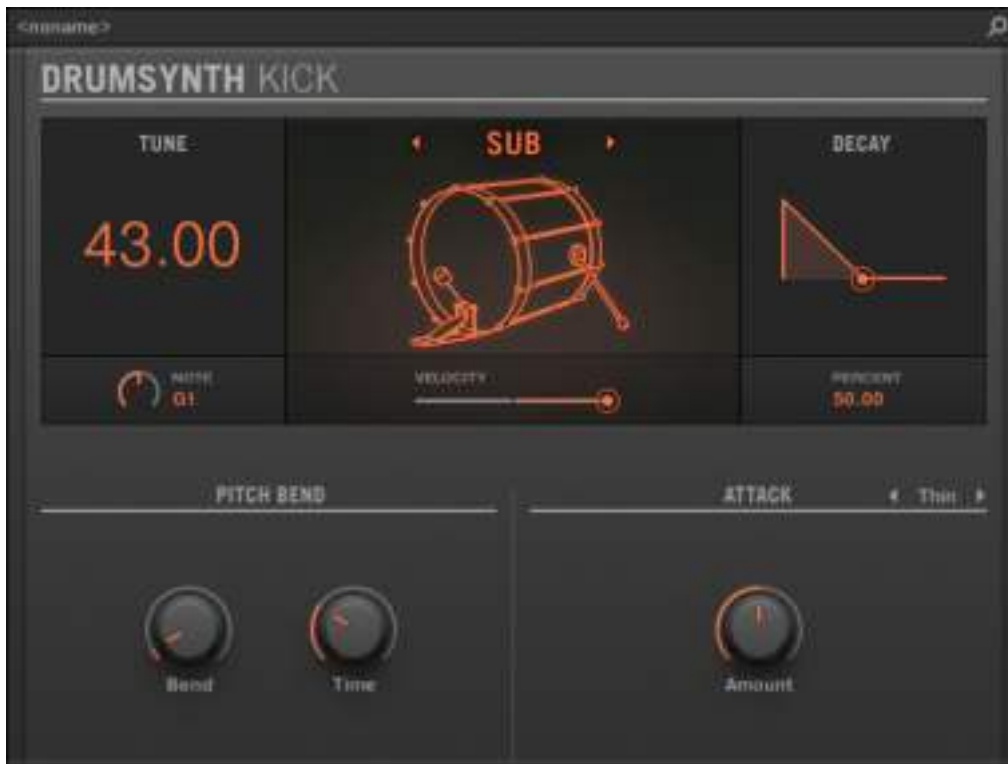 <noname>
DRUMSYNTH KICK
TUNE
SUB
DECAY
43.00
NOTE
G1
VELOCITY
PERCENT
50.00
PITCH BEND
ATTACK
Thin
Bend
Time
Amount